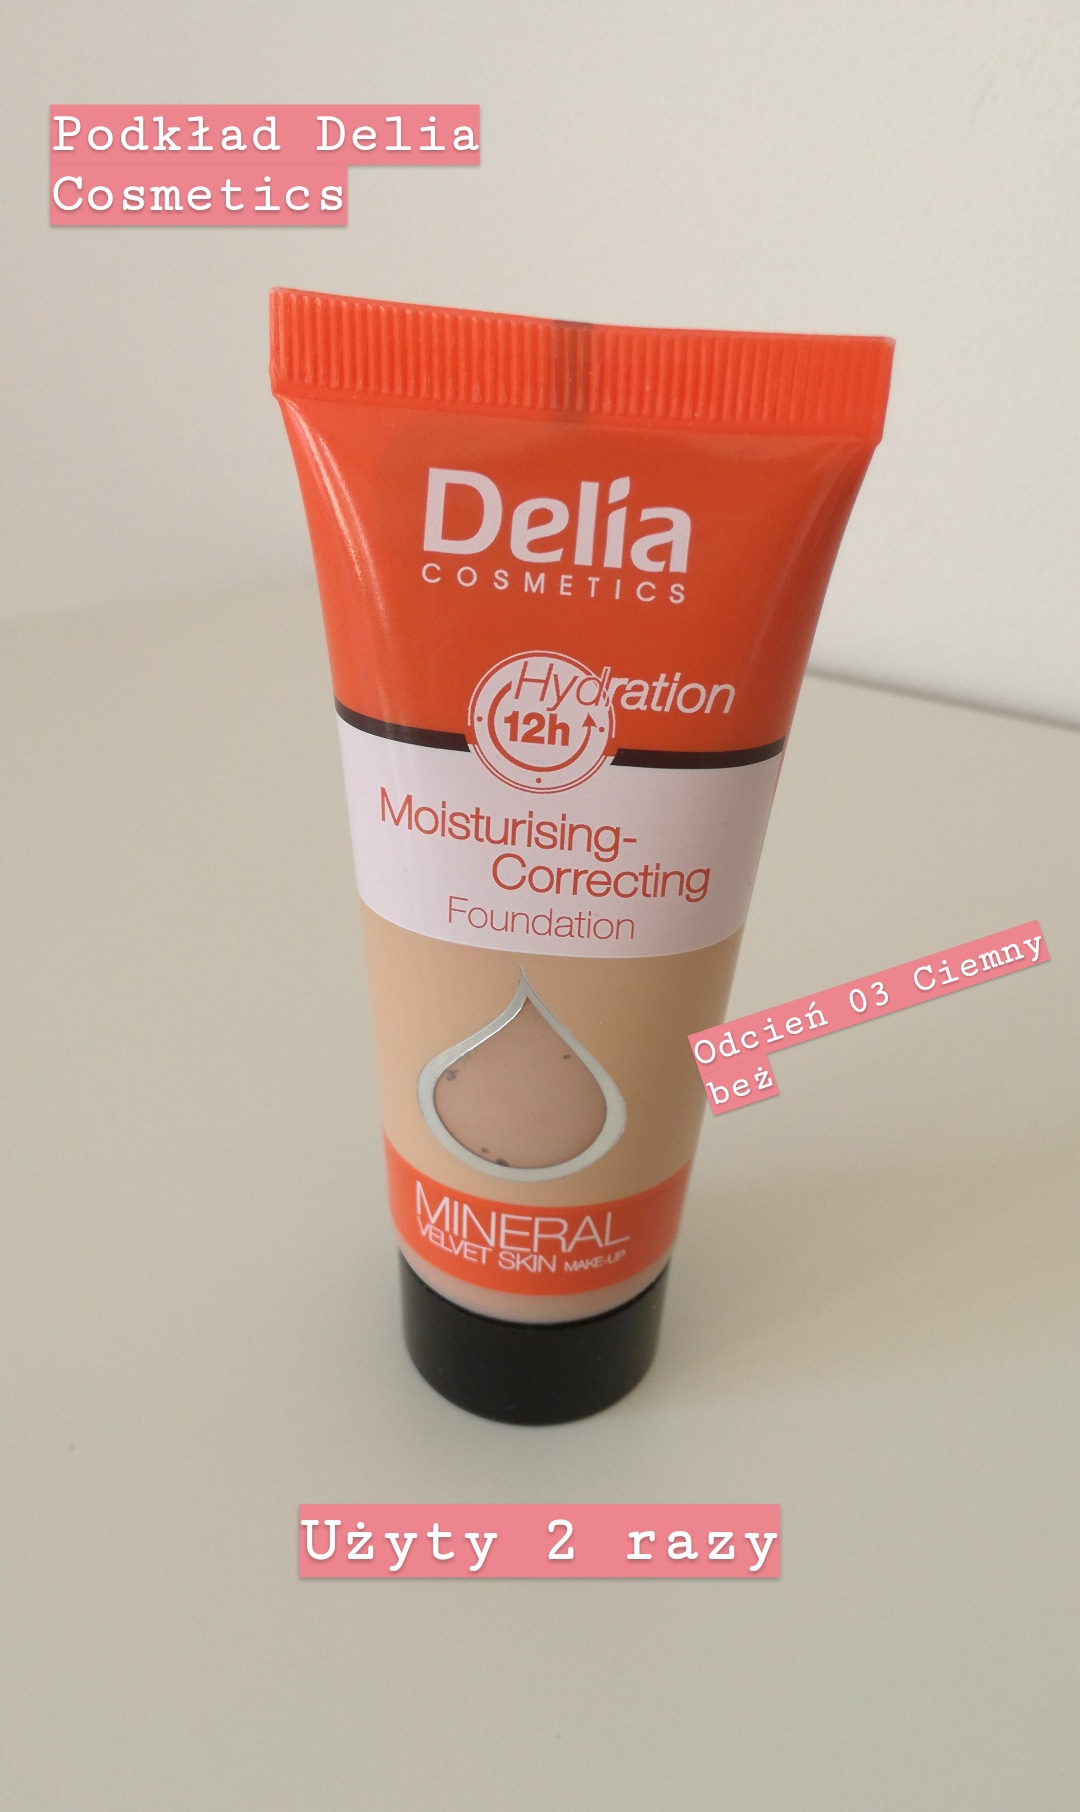 Podkład Delia
Cosmetics
Delia
COSMETICS
Hydration
12h
Moisturising-
Correcting
Foundation
Odcień 03 Ciemny
beż
MINERAL
VELVET SKIN MAKE-UP
Użyty 2 razy